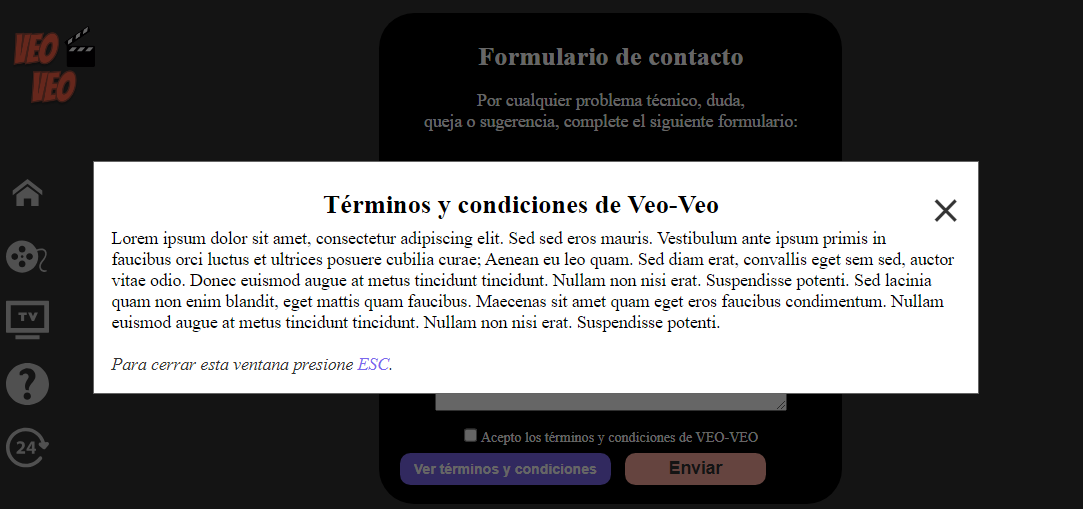 VEO
VEO
Formulario de contacto
Por cualquier problema técnico, duda,
queja o sugerencia, complete el siguiente formulario:
Términos y condiciones de Veo-Veo
Lorem ipsum dolor sit amet, consectetur adipiscing elit. Sed sed eros mauris. Vestibulum ante ipsum primis in
faucibus orci luctus et ultrices posuere cubilia curae; Aenean eu leo quam. Sed diam erat, convallis eget sem sed, auctor
vitae odio. Donec euismod augue at metus tincidunt tincidunt. Nullam non nisi erat. Suspendisse potenti. Sed lacinia
quam non enim blandit, eget mattis quam faucibus. Maecenas sit amet quam eget eros faucibus condimentum. Nullam
euismod augue at metus tincidunt tincidunt. Nullam non nisi erat. Suspendisse potenti.
Para cerrar esta ventana presione ESC.
TV
?
24
Acepto los términos y condiciones de VEO-VEO
Ver términos y condiciones
Enviar